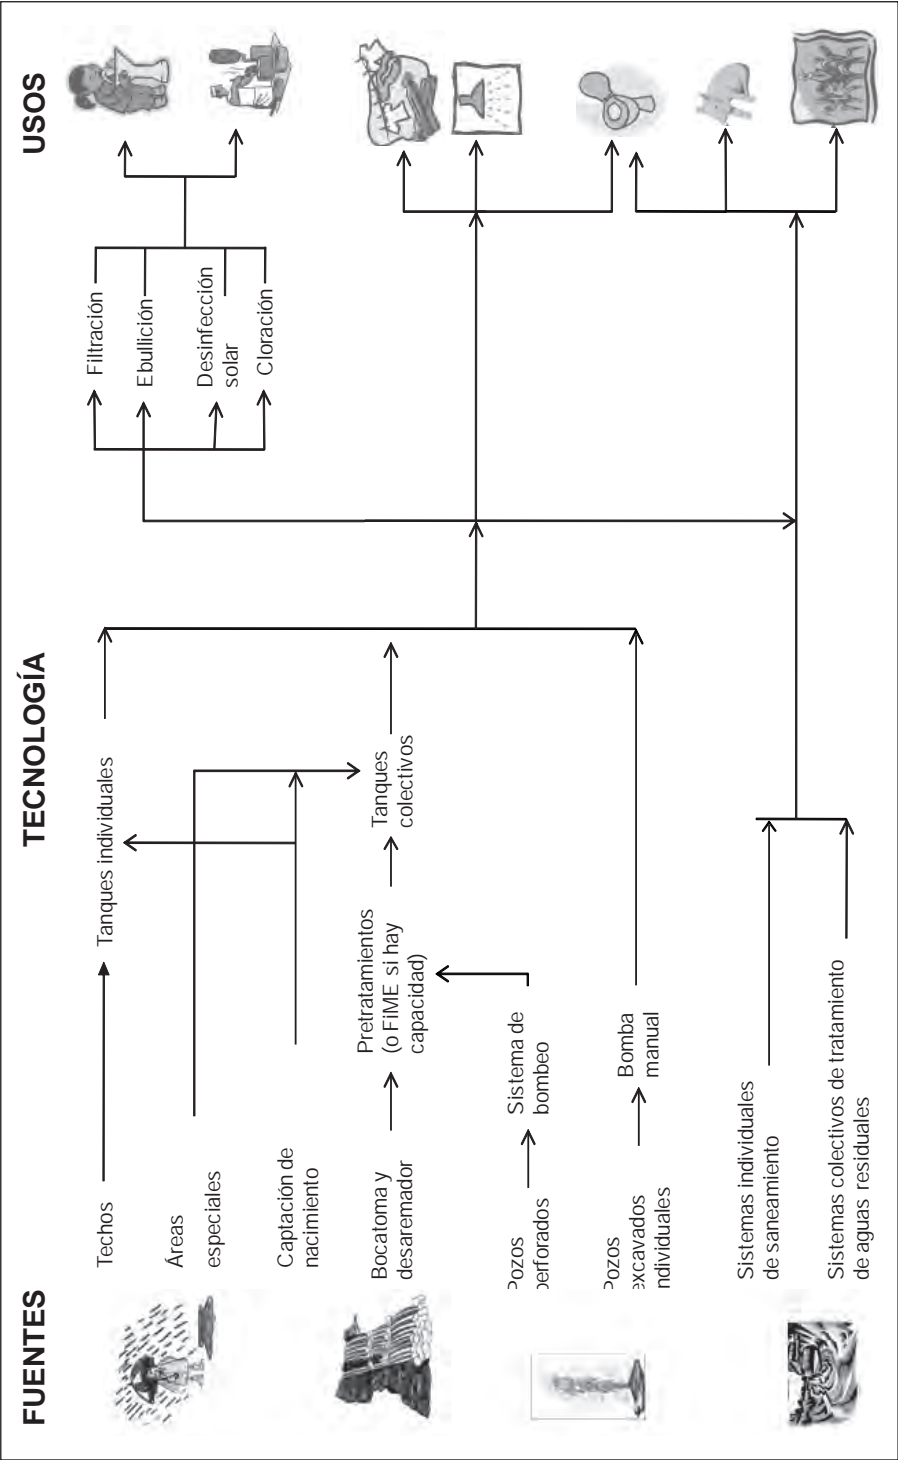 FUENTES
TECNOLOGÍA
USOS
Techos
Tanques individuales
Áreas
especiales
Captación de
nacimiento
Bocatoma y
desaremador
Pretratamientos
(o FiME si hay
capacidad)
Tanques
colectivos
Pozos
perforados
Sistema de
bombeo
Pozos
excavados
individuales
Bomba
manual
Sistemas individuales
de saneamiento
Sistemas colectivos de tratamiento
de aguas residuales
Filtración
Ebullición
Desinfección
solar
Cloración